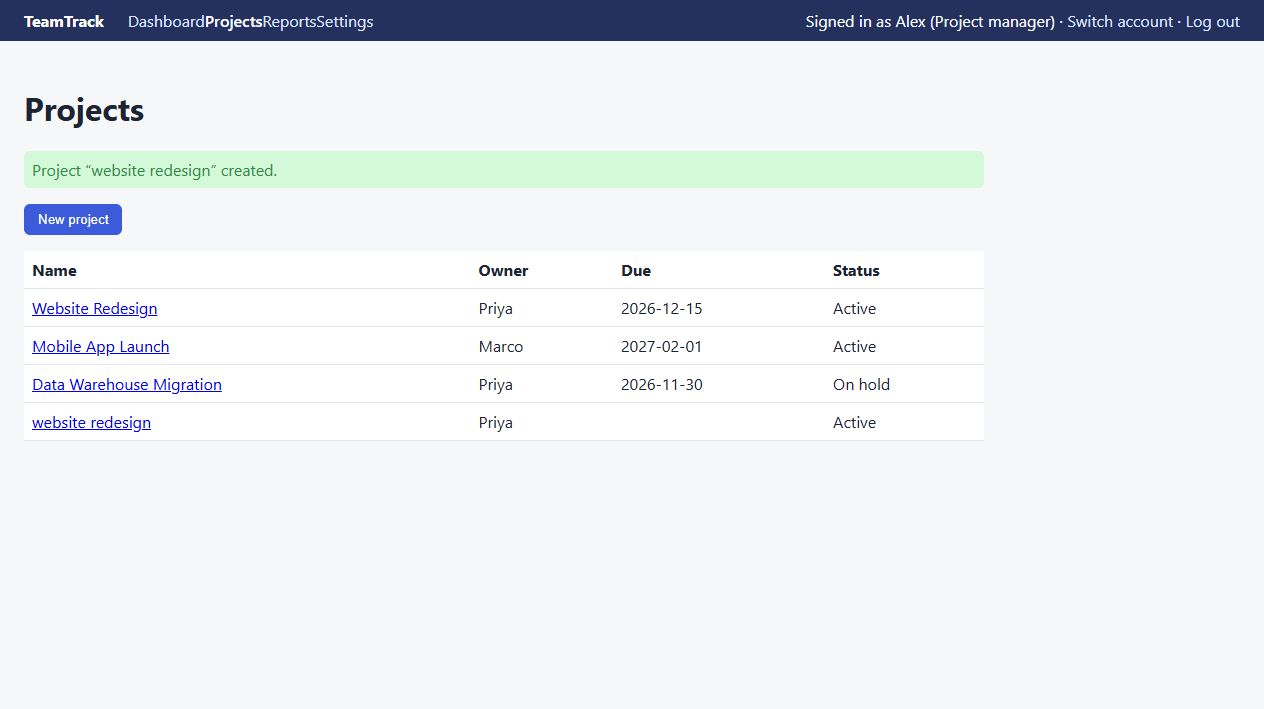 TeamTrack Dashboard Projects Reports Settings Signed in as Alex (Project manager) · Switch account · Log out
Projects
Project “website redesign” created.
New project
Name Owner Due Status
Website Redesign Priya 2026-12-15 Active
Mobile App Launch Marco 2027-02-01 Active
Data Warehouse Migration Priya 2026-11-30 On hold
website redesign Priya Active